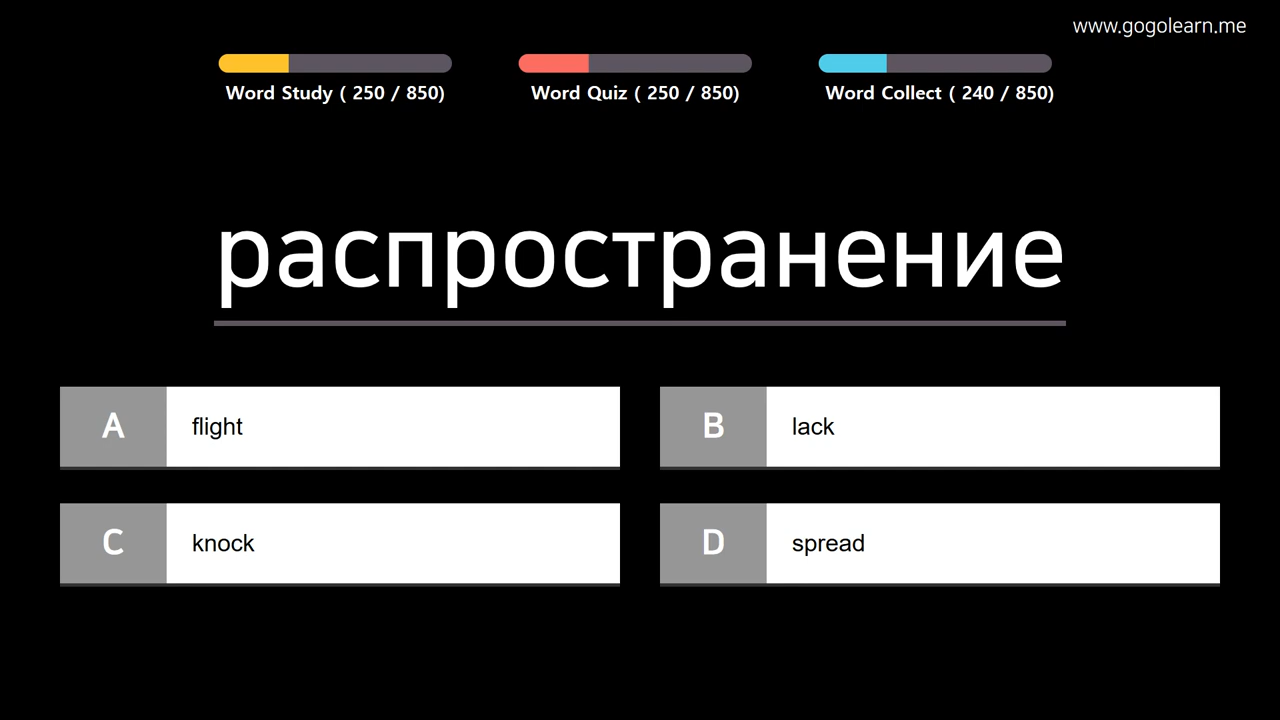 www.gogolearn.me
Word Study ( 250 / 850)
Word Quiz ( 250 / 850)
Word Collect ( 240 / 850)
распространение
A flight
B lack
C knock
D spread